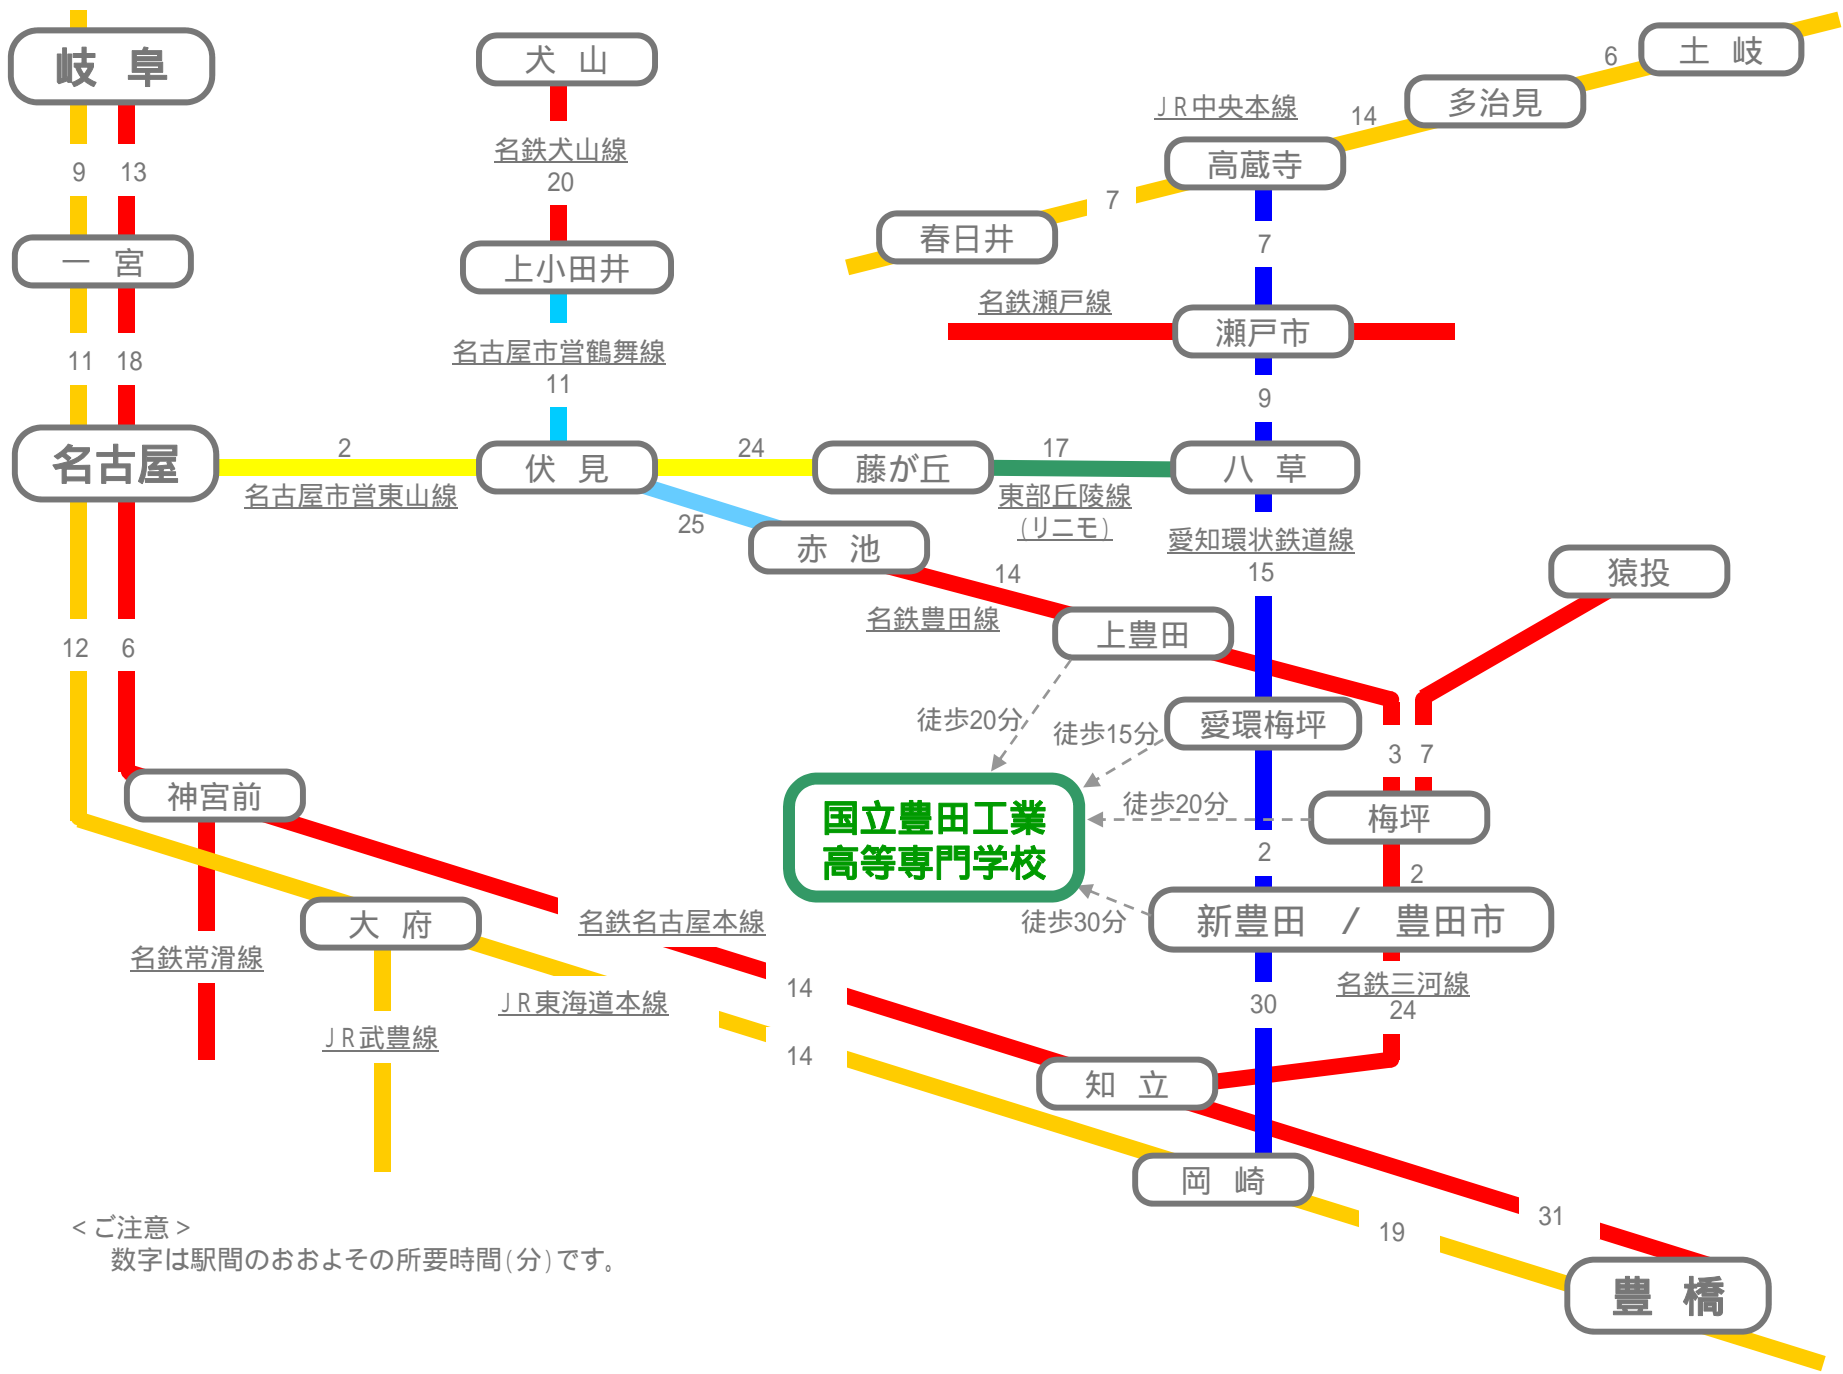 岐 阜
犬 山
土 岐
6
多治見
JR中央本線
14
高蔵寺
名鉄犬山線
20
9
13
7
春日井
7
一 宮
上小田井
名鉄瀬戸線
瀬戸市
11
18
名古屋市営鶴舞線
11
9
名古屋
2
伏 見
24
藤が丘
17
八 草
名古屋市営東山線
東部丘陵線
(リニモ)
25
赤 池
愛知環状鉄道線
15
14
猿投
名鉄豊田線
上豊田
12
6
徒歩20分
徒歩15分
愛環梅坪
3
7
神宮前
国立豊田工業
高等専門学校
徒歩20分
梅坪
2
2
大 府
名鉄名古屋本線
徒歩30分
新豊田 / 豊田市
名鉄常滑線
名鉄三河線
24
14
JR東海道本線
30
JR武豊線
14
知 立
岡 崎
31
19
<ご注意>
数字は駅間のおおよその所要時間(分)です。
豊 橋